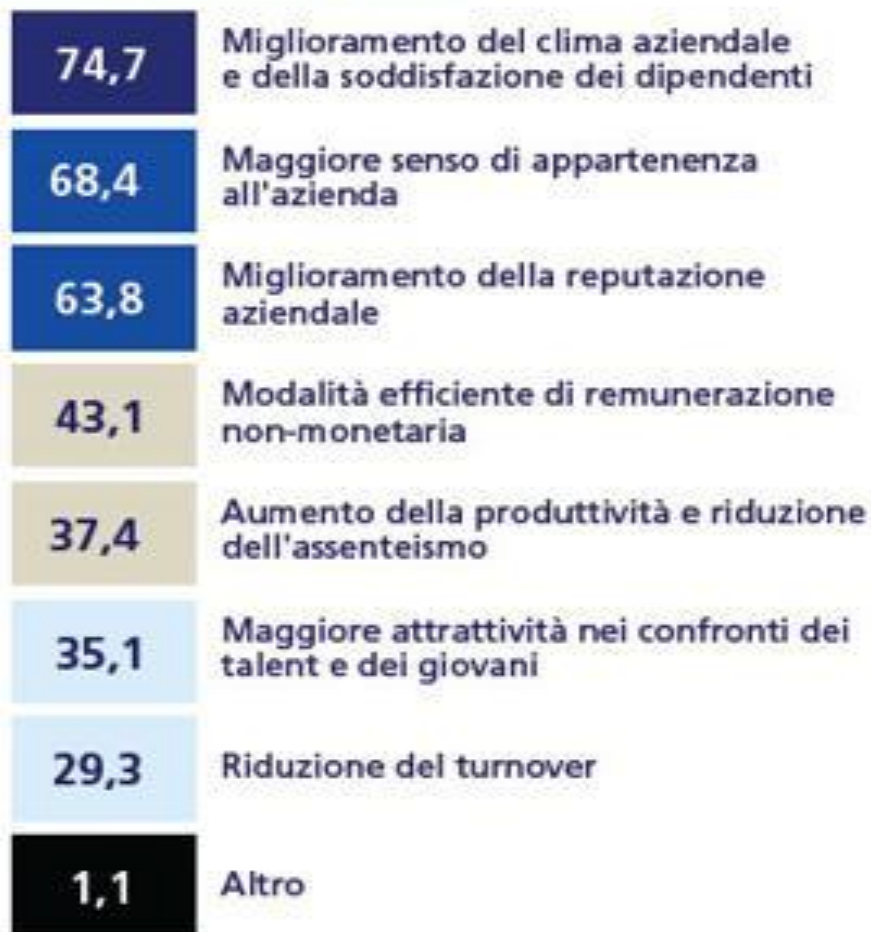 74,7
Miglioramento del clima aziendale
e della soddisfazione dei dipendenti
68,4
Maggiore senso di appartenenza
all'azienda
63,8
Miglioramento della reputazione
aziendale
43,1
Modalità efficiente di remunerazione
non-monetaria
37,4
Aumento della produttività e riduzione
dell'assenteismo
35,1
Maggiore attrattività nei confronti dei
talent e dei giovani
29,3
Riduzione del turnover
1,1
Altro